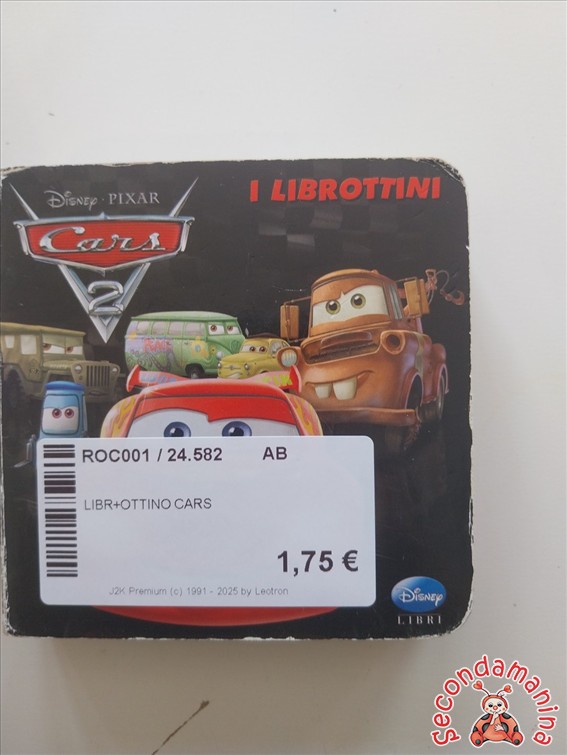 Disney · PIXAR
I LIBROTTINI
Cars
2
ROC001 / 24.582 AB
LIBR+OTTINO CARS
1,75 €
J2K Premium (c) 1991 - 2025 by Leotron
Disney
LIBRI
Secondamanina